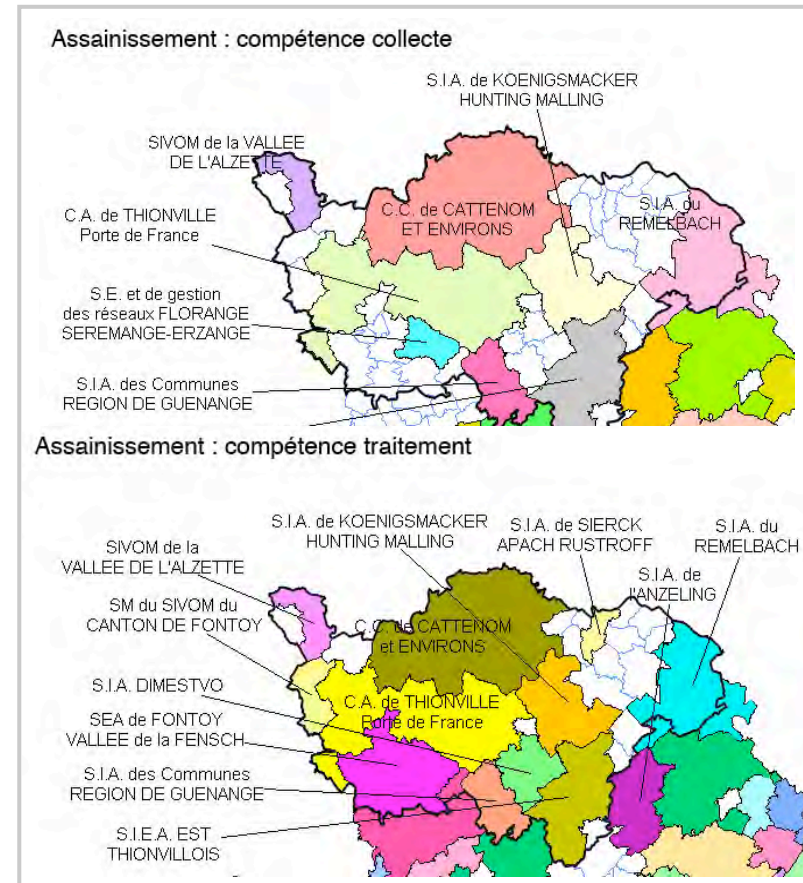 Assainissement : compétence collecte
S.I.A. de KOENIGSMACKER
HUNTING MALLING
SIVOM de la VALLEE
DE L'ALZETTE
C.A. de THIONVILLE
Porte de France
C.C. de CATTENOM
ET ENVIRONS
S.I.A. du
REMELBACH
S.E. et de gestion
des réseaux FLORANGE
SEREMANGE-ERZANGE
S.I.A. des Communes
REGION DE GUENANGE
Assainissement : compétence traitement
S.I.A. de KOENIGSMACKER
HUNTING MALLING
S.I.A. de SIERCK
APACH RUSTROFF
S.I.A. du
REMELBACH
SIVOM de la
VALLEE DE L'ALZETTE
S.I.A. de
l'ANZELING
SM du SIVOM du
CANTON DE FONTOY
C.C. de CATTENOM
et ENVIRONS
S.I.A. DIMESTVO
C.A. de THIONVILLE
Porte de France
SEA de FONTOY
VALLEE de la FENSCH
S.I.A. des Communes
REGION DE GUENANGE
S.I.E.A. EST
THIONVILLOIS